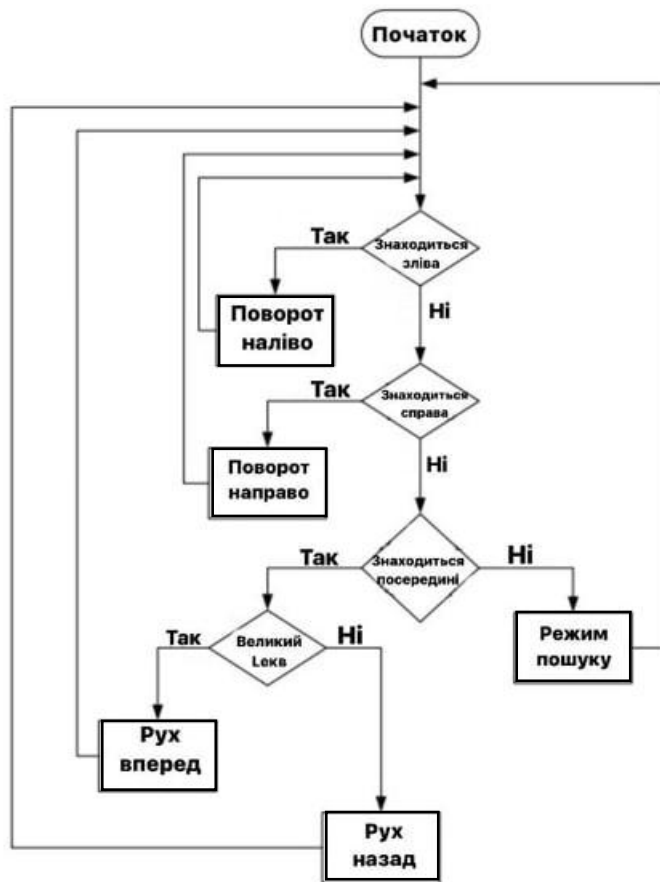 Початок
Так
Знаходиться
зліва
Поворот
наліво
Ні
Так
Знаходиться
справа
Поворот
направо
Ні
Так
Знаходиться
посередині
Ні
Режим
пошуку
Так
Великий
Lекв
Ні
Рух
вперед
Рух
назад